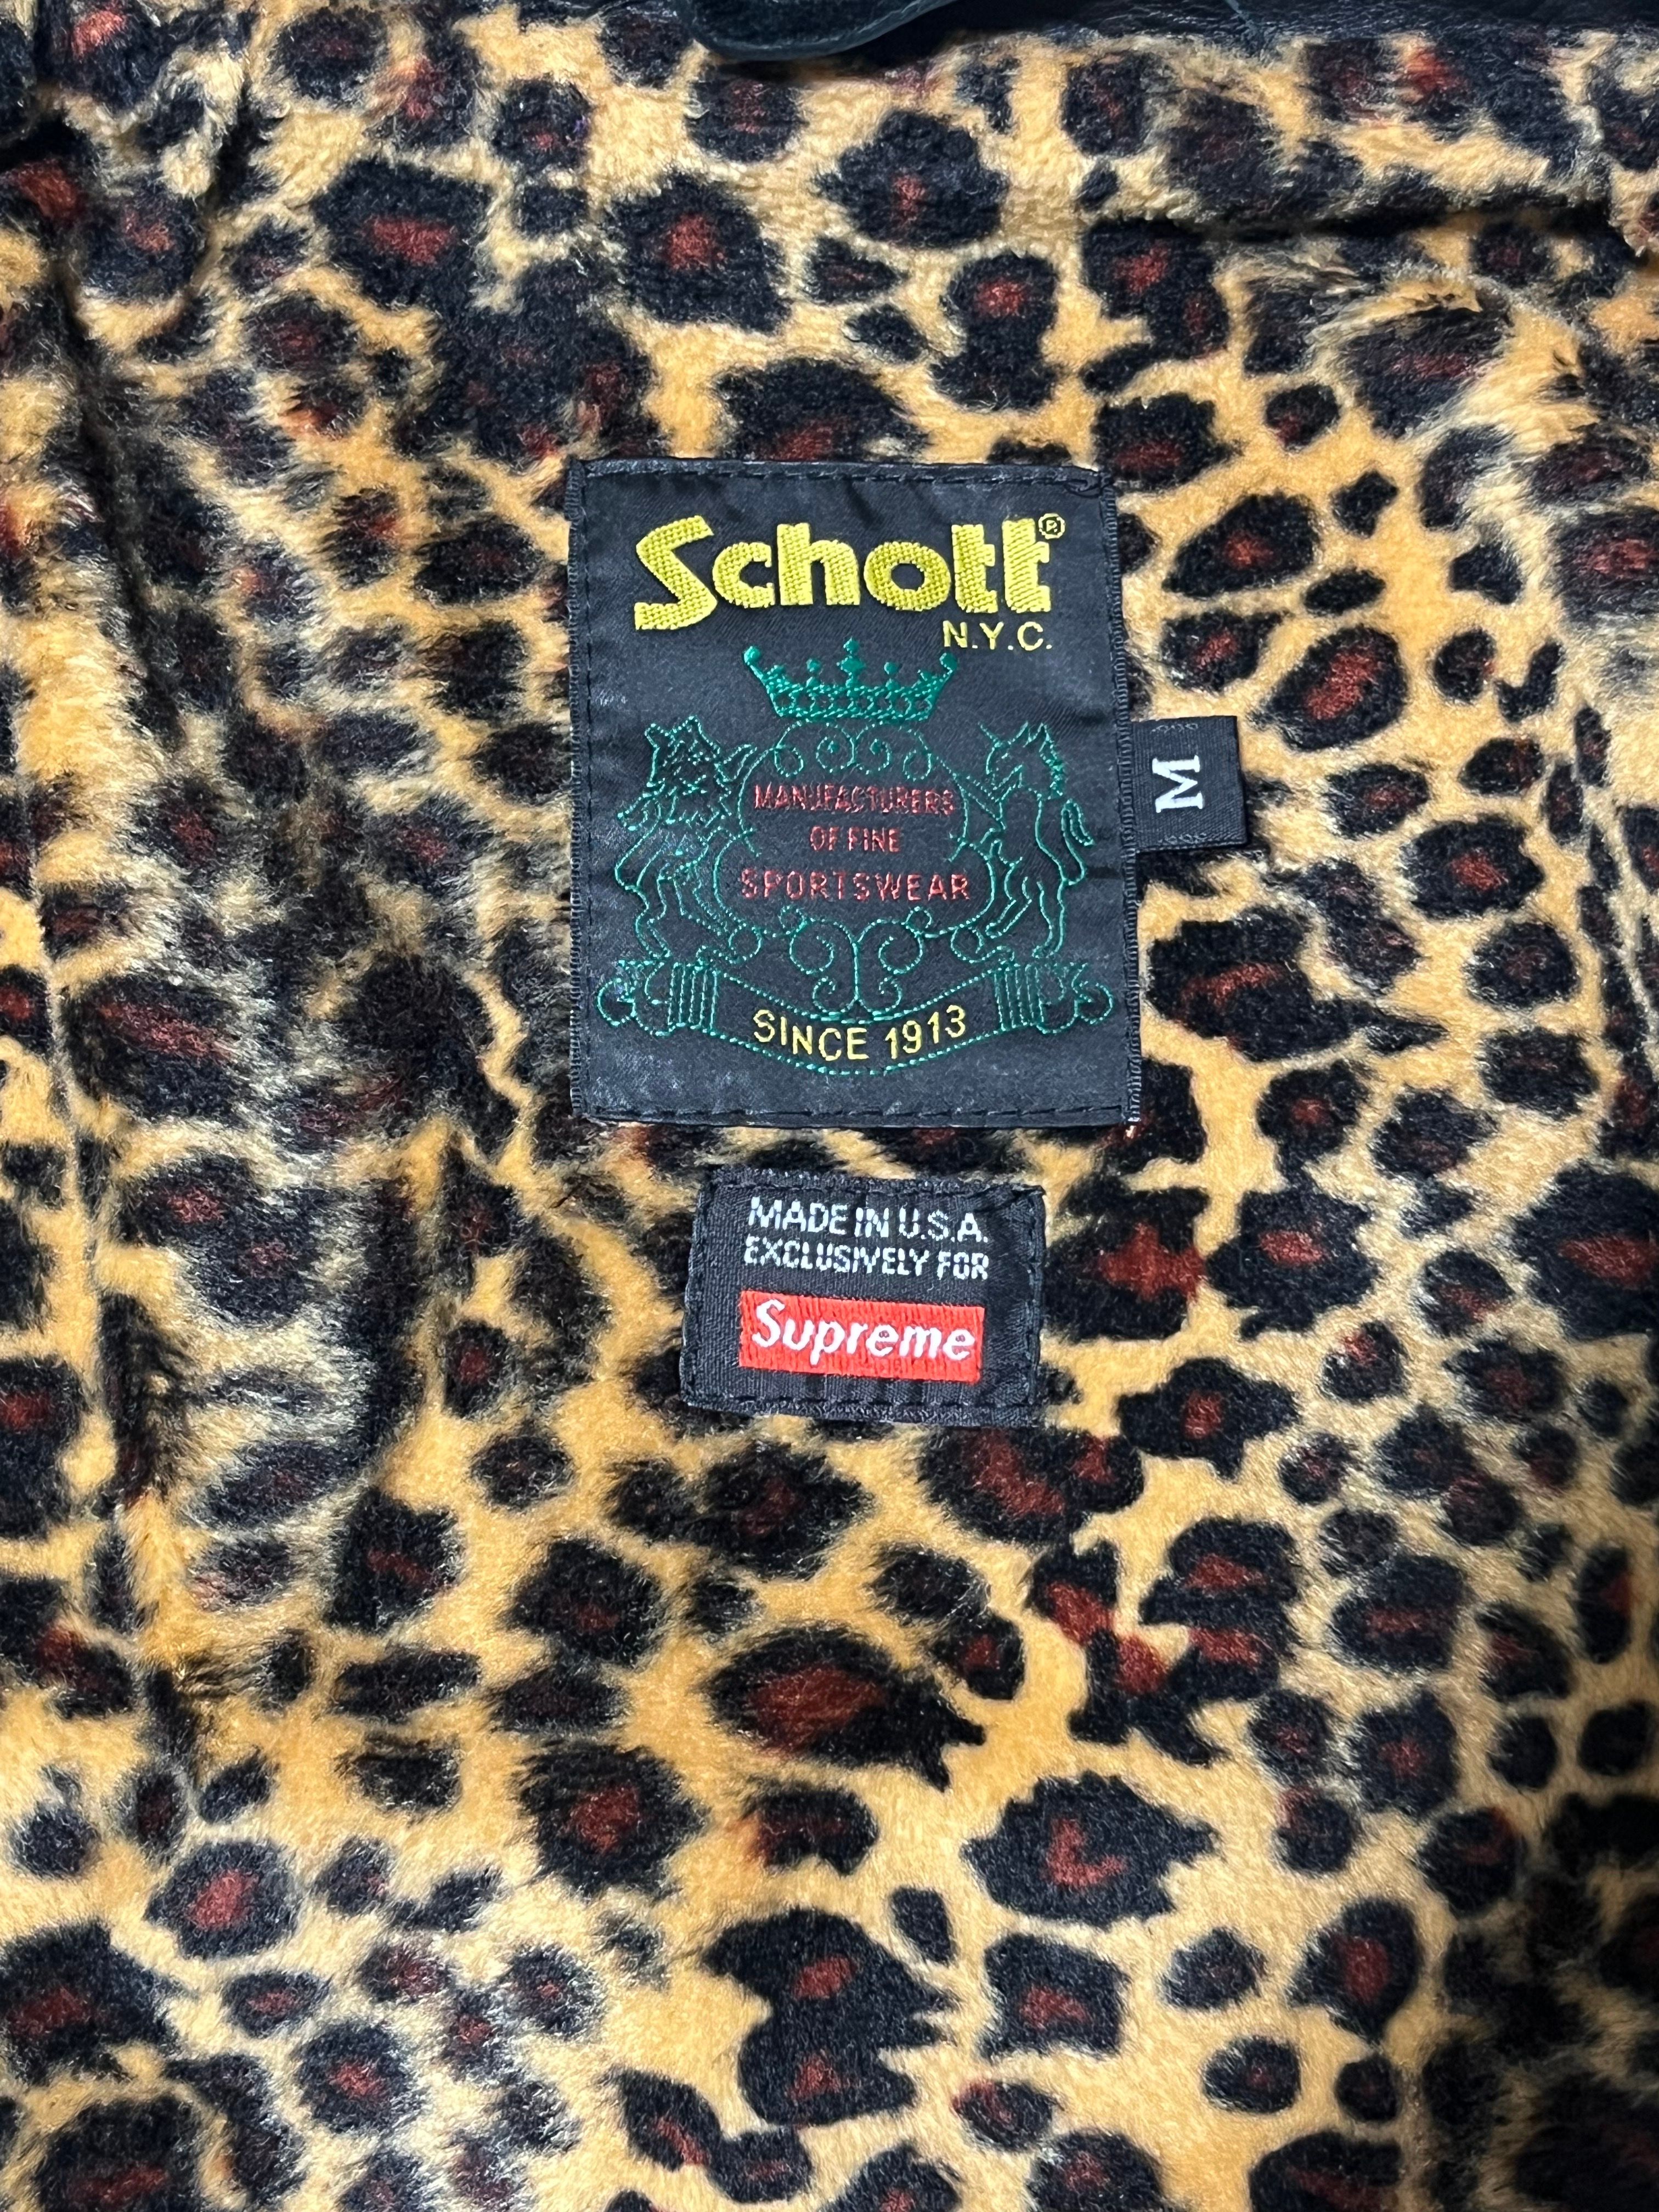 Schott®
N.Y.C.
MANUFACTURERS
OF FINE
SPORTSWEAR
SINCE 1913
M
MADE IN U.S.A.
EXCLUSIVELY FOR
Supreme